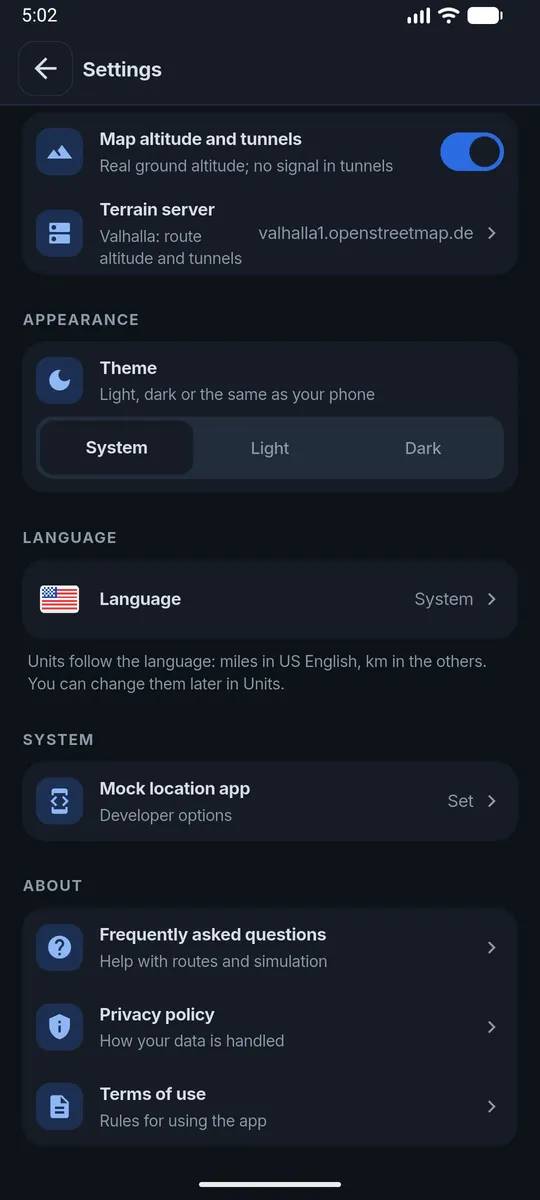 5:02
Settings
Map altitude and tunnels
Real ground altitude; no signal in tunnels
Terrain server
Valhalla: route
altitude and tunnels
valhalla1.openstreetmap.de
APPEARANCE
Theme
Light, dark or the same as your phone
System
Light
Dark
LANGUAGE
Language
System
Units follow the language: miles in US English, km in the others.
You can change them later in Units.
SYSTEM
Mock location app
Developer options
Set
ABOUT
Frequently asked questions
Help with routes and simulation
Privacy policy
How your data is handled
Terms of use
Rules for using the app